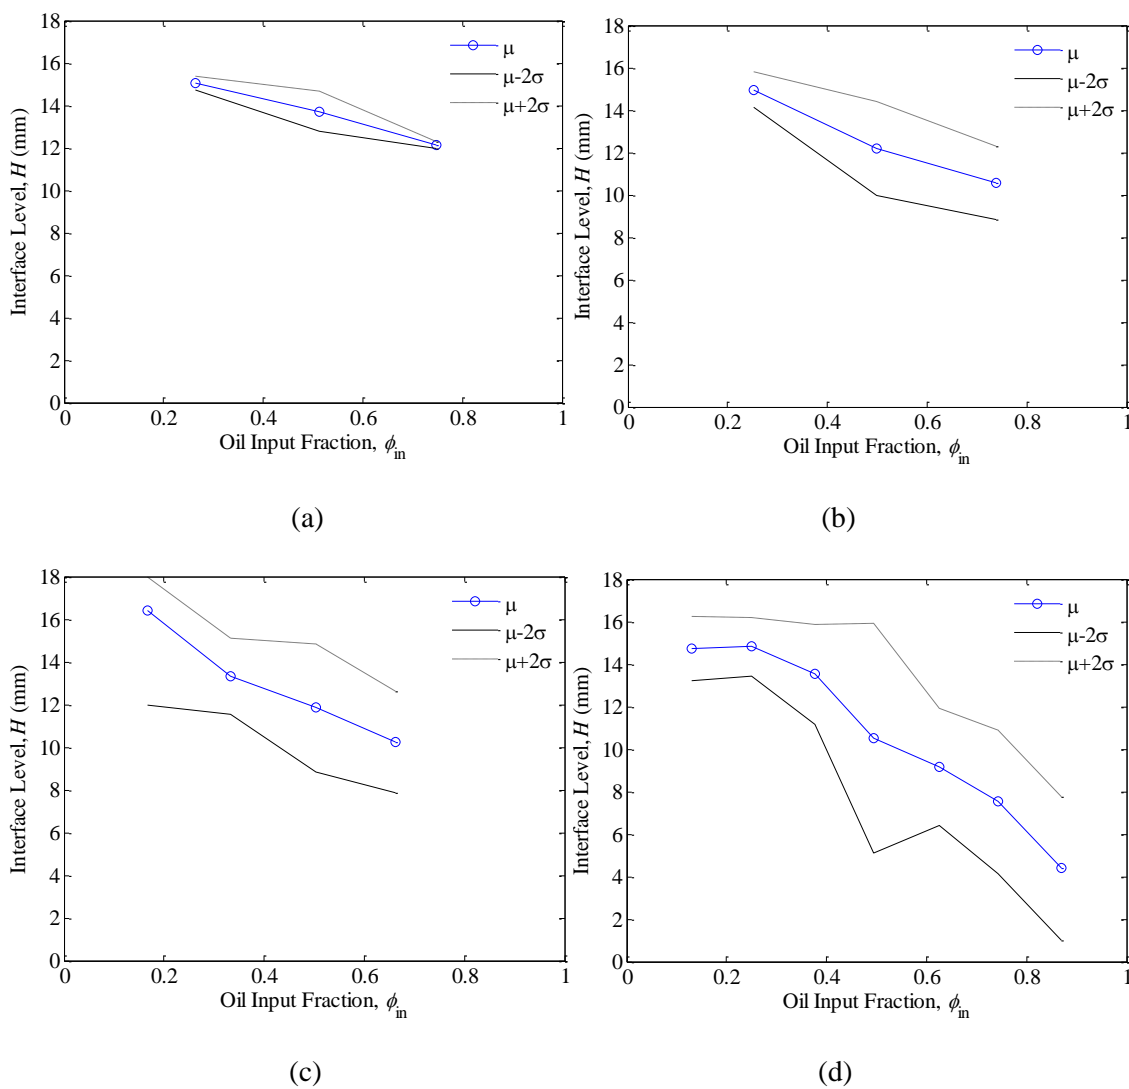 18
16
14
12
10
8
6
4
2
0
Interface Level, H (mm)
μ
μ-2σ
μ+2σ
0 0.2 0.4 0.6 0.8 1
Oil Input Fraction, ϕin
(a)
18
16
14
12
10
8
6
4
2
0
Interface Level, H (mm)
μ
μ-2σ
μ+2σ
0 0.2 0.4 0.6 0.8 1
Oil Input Fraction, ϕin
(b)
18
16
14
12
10
8
6
4
2
0
Interface Level, H (mm)
μ
μ-2σ
μ+2σ
0 0.2 0.4 0.6 0.8 1
Oil Input Fraction, ϕin
(c)
18
16
14
12
10
8
6
4
2
0
Interface Level, H (mm)
μ
μ-2σ
μ+2σ
0 0.2 0.4 0.6 0.8 1
Oil Input Fraction, ϕin
(d)